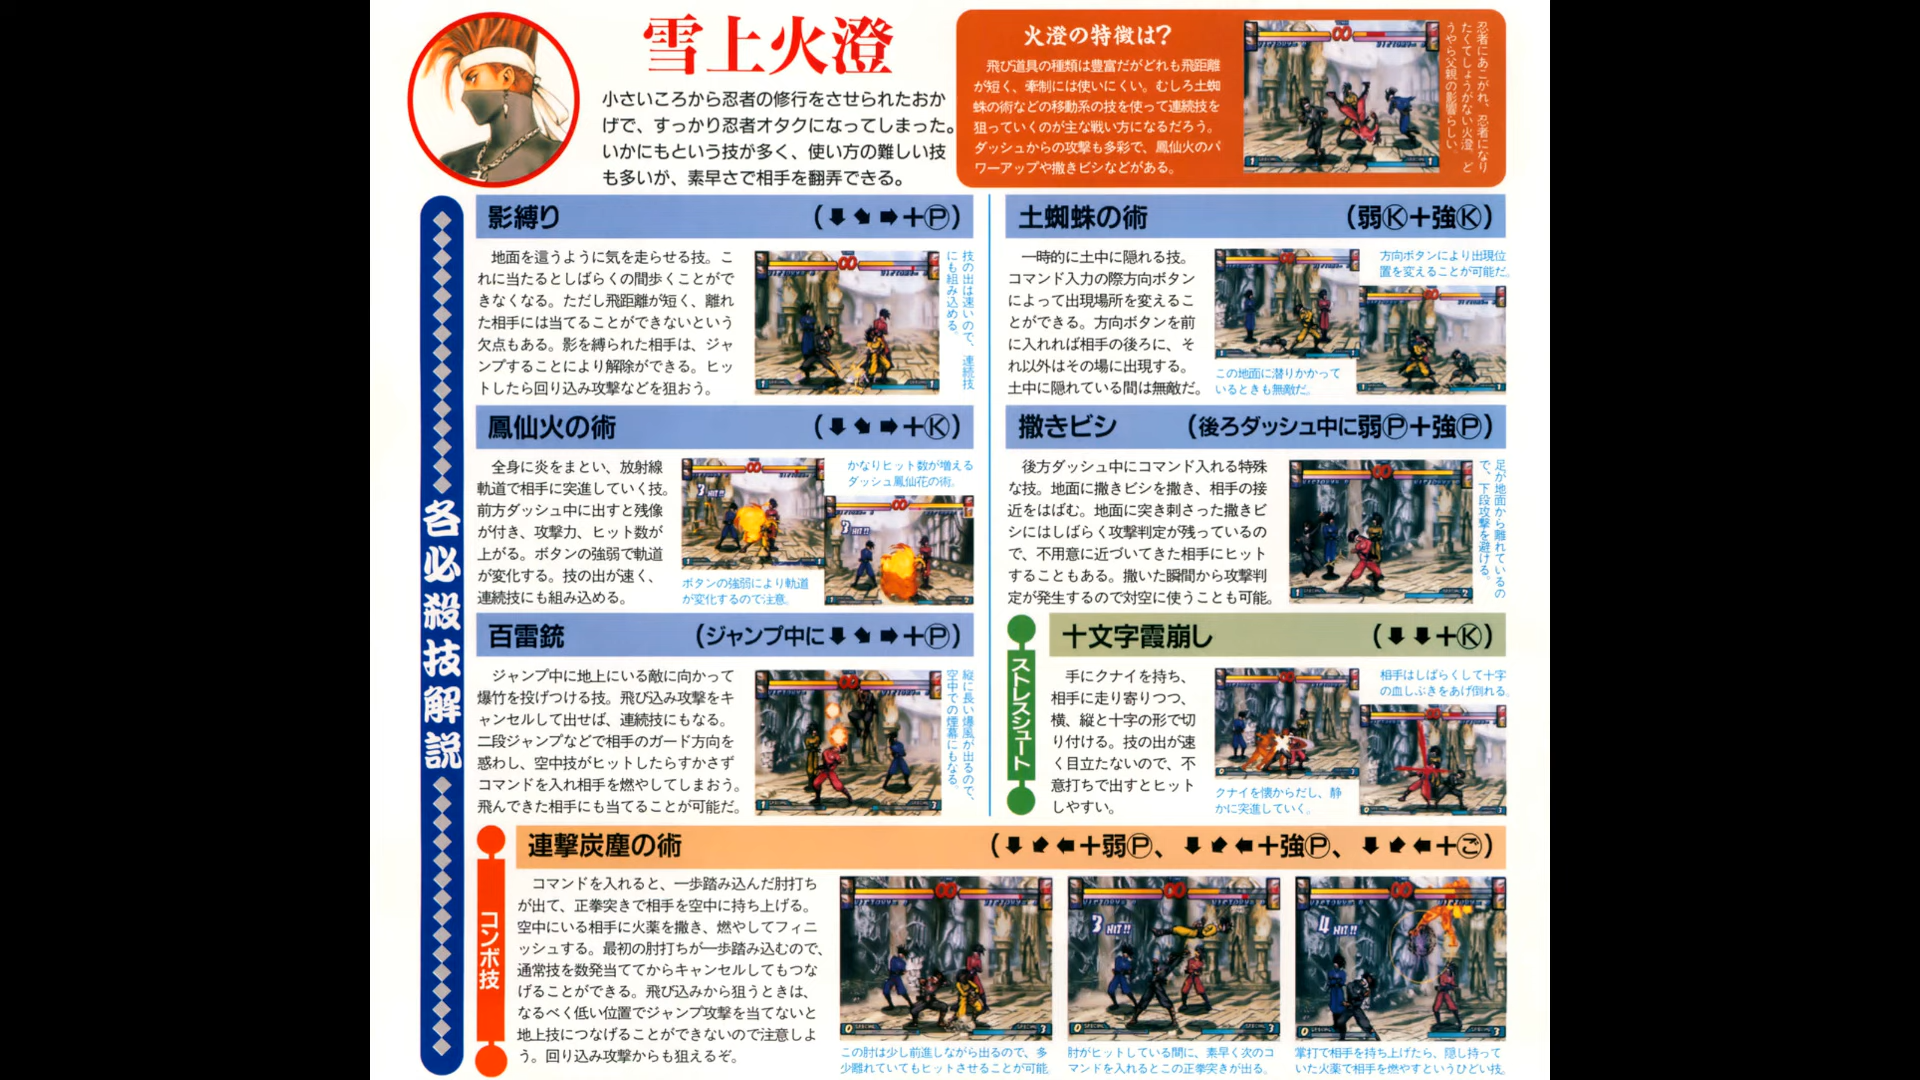 雪上火澄
小さいころから忍者の修行をさせられたおか
げで、すっかり忍者オタクになってしまった。
いかにもという技が多く、使い方の難しい技
も多いが、素早さで相手を翻弄できる。
火澄の特徴は?
飛び道具の種類は豊富だがどれも飛距離
が短く、牽制には使いにくい。むしろ土蜘
蛛の術などの移動系の技を使って連続技を
狙っていくのが主な戦い方になるだろう。
ダッシュからの攻撃も多彩で、鳳仙火のパ
ワーアップや撒きビシなどがある。
忍者にあこがれ、忍者になり
たくてしょうがない火澄。ど
うやら父親の影響らしい。
各必殺技解説
影縛り
(⬇⬊➡+Ⓟ)
地面を這うように気を走らせる技。こ
れに当たるとしばらくの間歩くことがで
きなくなる。ただし飛距離が短く、離れ
た相手には当てることができないという
欠点もある。影を縛られた相手は、ジャ
ンプすることにより解除ができる。ヒッ
トしたら回り込み攻撃などを狙おう。
技の出は速いので、連続技
にも組み込める。
鳳仙火の術
(⬇⬊➡+Ⓚ)
全身に炎をまとい、放射線
軌道で相手に突進していく技。
前方ダッシュ中に出すと残像
が付き、攻撃力、ヒット数が
上がる。ボタンの強弱で軌道
が変化する。技の出が速く、
連続技にも組み込める。
3 HIT!!
ボタンの強弱により軌道
が変化するので注意。
かなりヒット数が増える
ダッシュ鳳仙花の術。
3 HIT!!
百雷銃
(ジャンプ中に⬇⬊➡+Ⓟ)
ジャンプ中に地上にいる敵に向かって
爆竹を投げつける技。飛び込み攻撃をキ
ャンセルして出せば、連続技にもなる。
二段ジャンプなどで相手のガード方向を
惑わし、空中技がヒットしたらすかさず
コマンドを入れ相手を燃やしてしまおう。
飛んできた相手にも当てることが可能だ。
縦に長い爆風が出るので、
空中での煙幕にもなる。
土蜘蛛の術
(弱Ⓚ+強Ⓚ)
一時的に土中に隠れる技。
コマンド入力の際方向ボタン
によって出現場所を変えるこ
とができる。方向ボタンを前
に入れれば相手の後ろに、そ
れ以外はその場に出現する。
土中に隠れている間は無敵だ。
この地面に潜りかかって
いるときも無敵だ。
方向ボタンにより出現位
置を変えることが可能だ。
撒きビシ
(後ろダッシュ中に弱Ⓟ+強Ⓟ)
後方ダッシュ中にコマンド入れる特殊
な技。地面に撒きビシを撒き、相手の接
近をはばむ。地面に突き刺さった撒きビ
シにはしばらく攻撃判定が残っているの
で、不用意に近づいてきた相手にヒット
することもある。撒いた瞬間から攻撃判
定が発生するので対空に使うことも可能。
足が地面から離れているの
で、下段攻撃を避ける。
ストレスシュート
十文字霞崩し
(⬇⬇+Ⓚ)
手にクナイを持ち、
相手に走り寄りつつ、
横、縦と十字の形で切
り付ける。技の出が速
く目立たないので、不
意打ちで出すとヒット
しやすい。
クナイを懐からだし、静
かに突進していく。
相手はしばらくして十字
の血しぶきをあげ倒れる。
コンボ技
連撃炭塵の術
(⬇⬋⬅+弱Ⓟ、⬇⬋⬅+強Ⓟ、⬇⬋⬅+ご)
コマンドを入れると、一歩踏み込んだ肘打ち
が出て、正拳突きで相手を空中に持ち上げる。
空中にいる相手に火薬を撒き、燃やしてフィニ
ッシュする。最初の肘打ちが一歩踏み込むので、
通常技を数発当ててからキャンセルしてもつな
げることができる。飛び込みから狙うときは、
なるべく低い位置でジャンプ攻撃を当てないと
地上技につなげることができないので注意しよ
う。回り込み攻撃からも狙えるぞ。
この肘は少し前進しながら出るので、多
少離れていてもヒットさせることが可能。
3 HIT!!
肘がヒットしている間に、素早く次のコ
マンドを入れるとこの正拳突きが出る。
4 HIT!!
掌打で相手を持ち上げたら、隠し持って
いた火薬で相手を燃やすというひどい技。